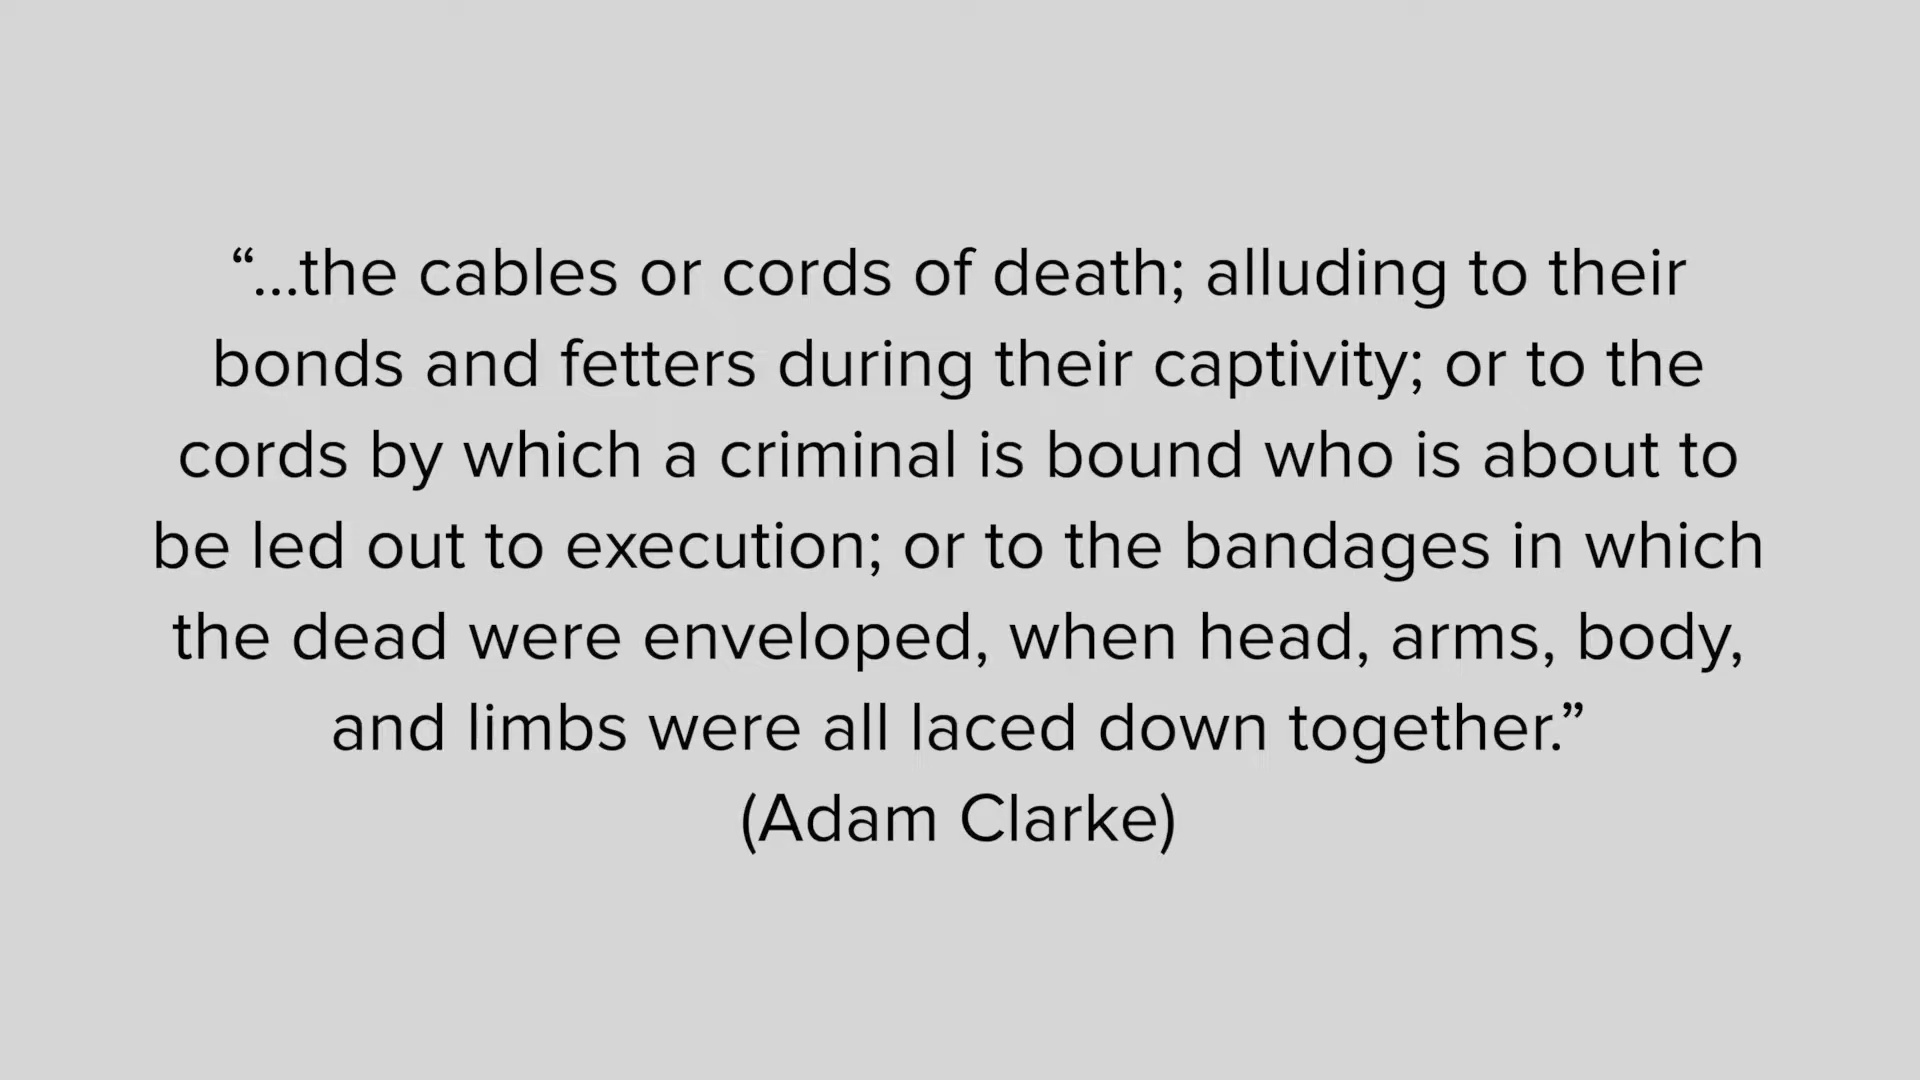 “...the cables or cords of death; alluding to their
bonds and fetters during their captivity; or to the
cords by which a criminal is bound who is about to
be led out to execution; or to the bandages in which
the dead were enveloped, when head, arms, body,
and limbs were all laced down together.”
(Adam Clarke)